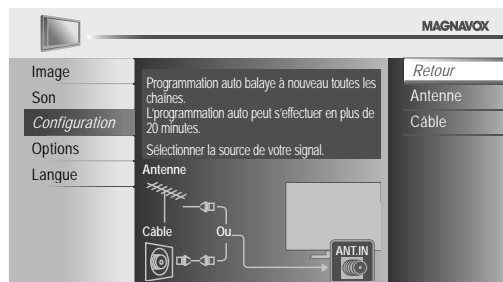 MAGNAVOX
Image
Son
Configuration
Options
Langue
Programmation auto balaye à nouveau toutes les
chaînes.
L'programmation auto peut s'effectuer en plus de
20 minutes.
Sélectionner la source de votre signal.
Antenne
Câble
Ou
ANT.IN
Retour
Antenne
Câble